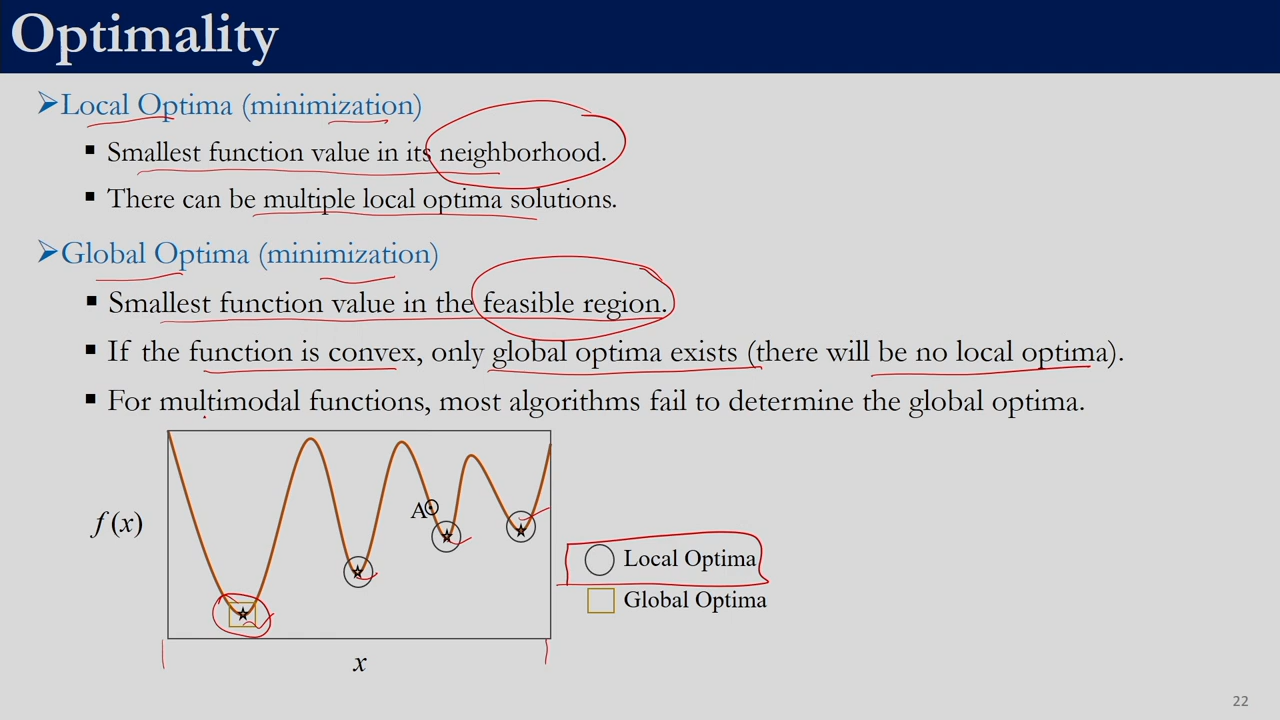 Optimality
➢Local Optima (minimization)
▪ Smallest function value in its neighborhood.
▪ There can be multiple local optima solutions.
➢Global Optima (minimization)
▪ Smallest function value in the feasible region.
▪ If the function is convex, only global optima exists (there will be no local optima).
▪ For multimodal functions, most algorithms fail to determine the global optima.
f(x)
A
Local Optima
Global Optima
x
22